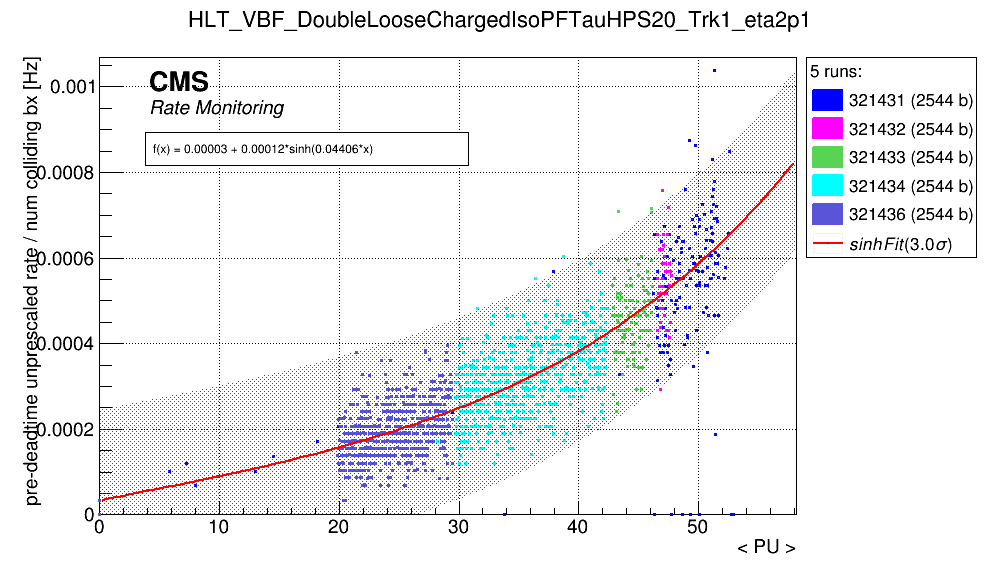 HLT_VBF_DoubleLooseChargedIsoPFTauHPS20_Trk1_eta2p1
pre-deadtime unprescaled rate / num colliding bx [Hz]
CMS
Rate Monitoring
f(x) = 0.00003 + 0.00012*sinh(0.04406*x)
0.001
0.0008
0.0006
0.0004
0.0002
0
0 10 20 30 40 50
< PU >
5 runs:
321431 (2544 b)
321432 (2544 b)
321433 (2544 b)
321434 (2544 b)
321436 (2544 b)
sinhFit(3.0σ)